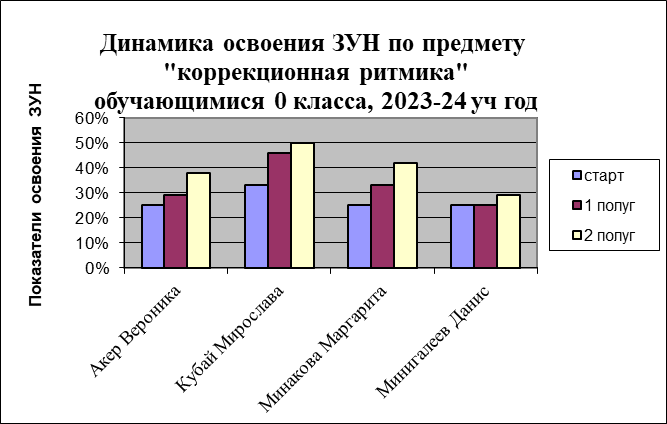 Динамика освоения ЗУН по предмету
"коррекционная ритмика"
обучающимися 0 класса, 2023-24 уч год
Показатели освоения ЗУН
60%
50%
40%
30%
20%
10%
0%
Акер Вероника
Кубай Мирослава
Минакова Маргарита
Минигалеев Данис
старт
1 полуг
2 полуг